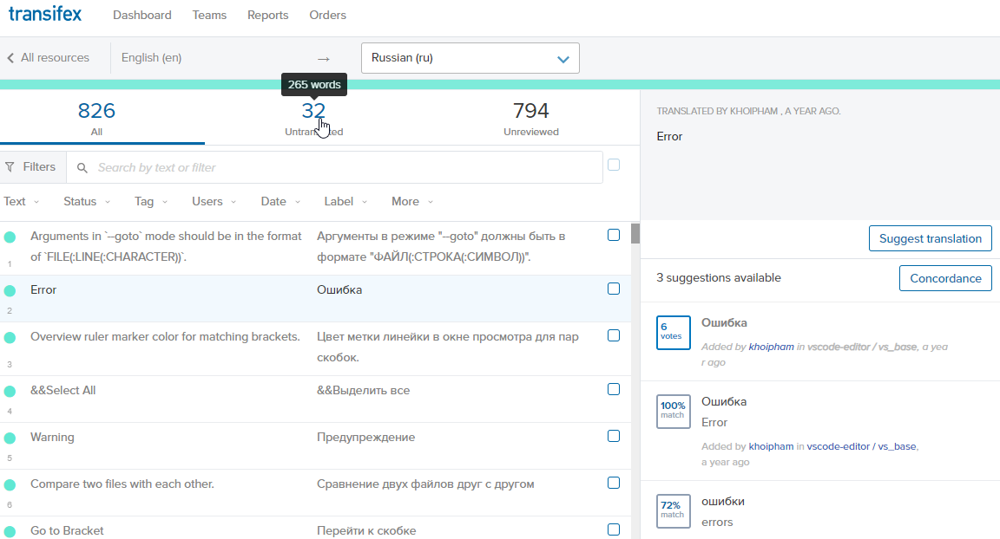 transifex
Dashboard Teams Reports Orders
All resources English (en) → Russian (ru)
265 words
826 32 794
All Unreviewed
TRANSLATED BY KHOIPHAM , A YEAR AGO.
Error
Filters Search by text or filter
Text Status Tag Users Date Label More
Arguments in `--goto` mode should be in the format
of `FILE(:LINE(:CHARACTER))`.
Аргументы в режиме "--goto" должны быть в
формате "ФАЙЛ(:СТРОКА(:СИМВОЛ))".
1
Error Ошибка
2
Overview ruler marker color for matching brackets.
Цвет метки линейки в окне просмотра для пар
скобок.
3
&&Select All &&Выделить все
4
Warning Предупреждение
5
Compare two files with each other. Сравнение двух файлов друг с другом
6
Go to Bracket Перейти к скобке
Suggest translation
3 suggestions available Concordance
6
votes
Ошибка
Added by khoipham in vscode-editor / vs_base, a yea
r ago
100%
match
Ошибка
Error
Added by khoipham in vscode-editor / vs_base,
a year ago
72%
match
ошибки
errors